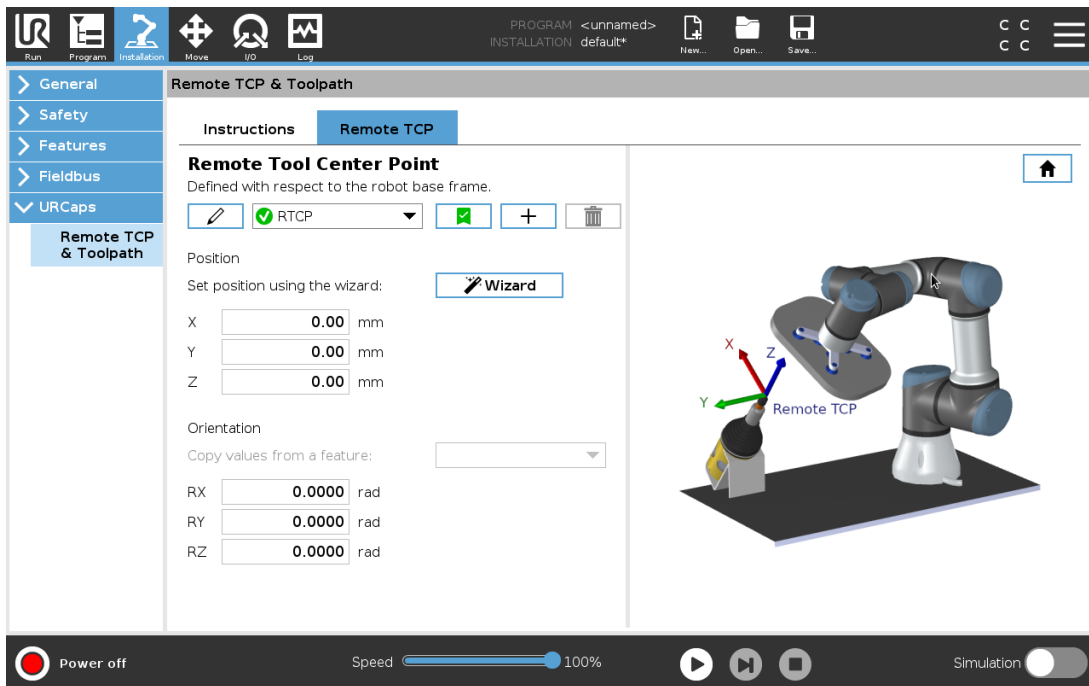 PROGRAM <unnamed>
INSTALLATION default*
UR
Run
Program
Installation
Move
I/O
Log
New...
Open...
Save...
C C
C C
General
Safety
Features
Fieldbus
URCaps
Remote TCP
& Toolpath
Remote TCP & Toolpath
Instructions
Remote TCP
Remote Tool Center Point
Defined with respect to the robot base frame.
RTCP
Position
Set position using the wizard:
Wizard
X 0.00 mm
Y 0.00 mm
Z 0.00 mm
Orientation
Copy values from a feature:
RX 0.0000 rad
RY 0.0000 rad
RZ 0.0000 rad
X
Z
Y
Remote TCP
Power off
Speed
100%
Simulation